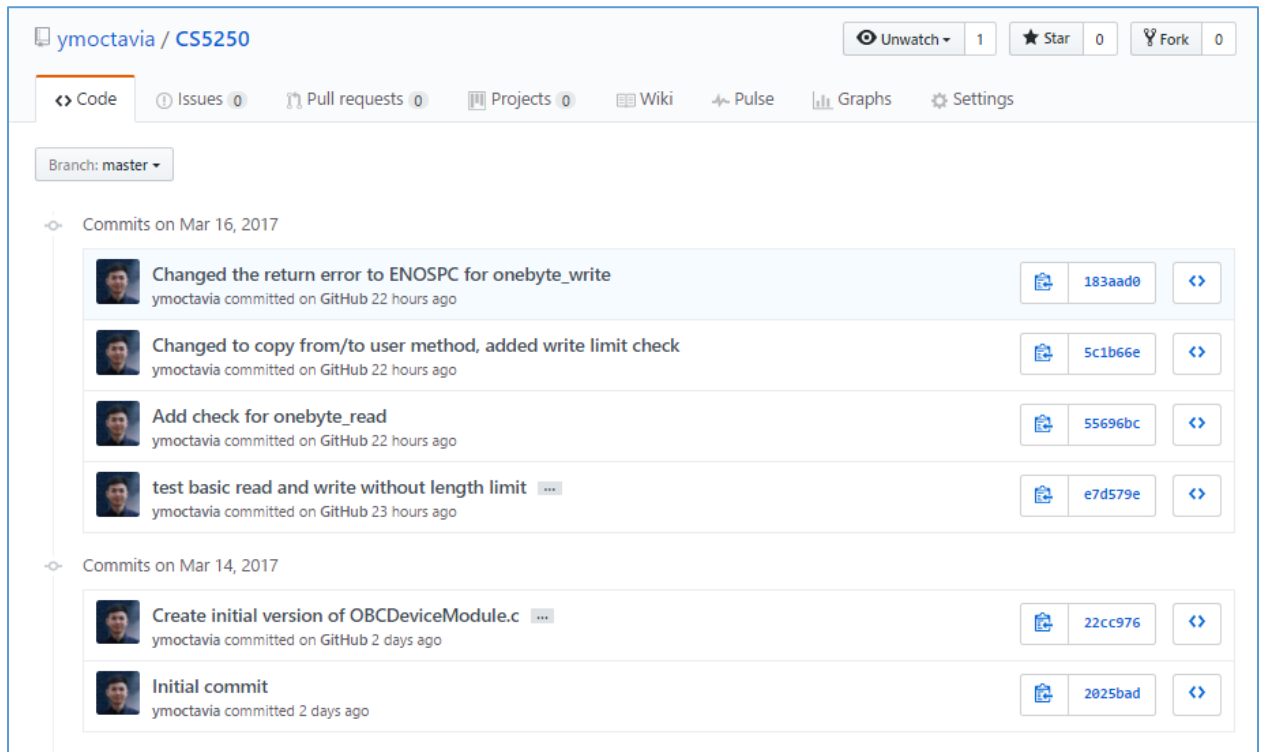 ymoctavia / CS5250 Unwatch 1 Star 0 Fork 0
Code Issues 0 Pull requests 0 Projects 0 Wiki Pulse Graphs Settings
Branch: master
Commits on Mar 16, 2017
Changed the return error to ENOSPC for onebyte_write
ymoctavia committed on GitHub 22 hours ago
183aad0
Changed to copy from/to user method, added write limit check
ymoctavia committed on GitHub 22 hours ago
5c1b66e
Add check for onebyte_read
ymoctavia committed on GitHub 22 hours ago
55696bc
test basic read and write without length limit ...
ymoctavia committed on GitHub 23 hours ago
e7d579e
Commits on Mar 14, 2017
Create initial version of OBCDeviceModule.c ...
ymoctavia committed on GitHub 2 days ago
22cc976
Initial commit
ymoctavia committed 2 days ago
2025bad